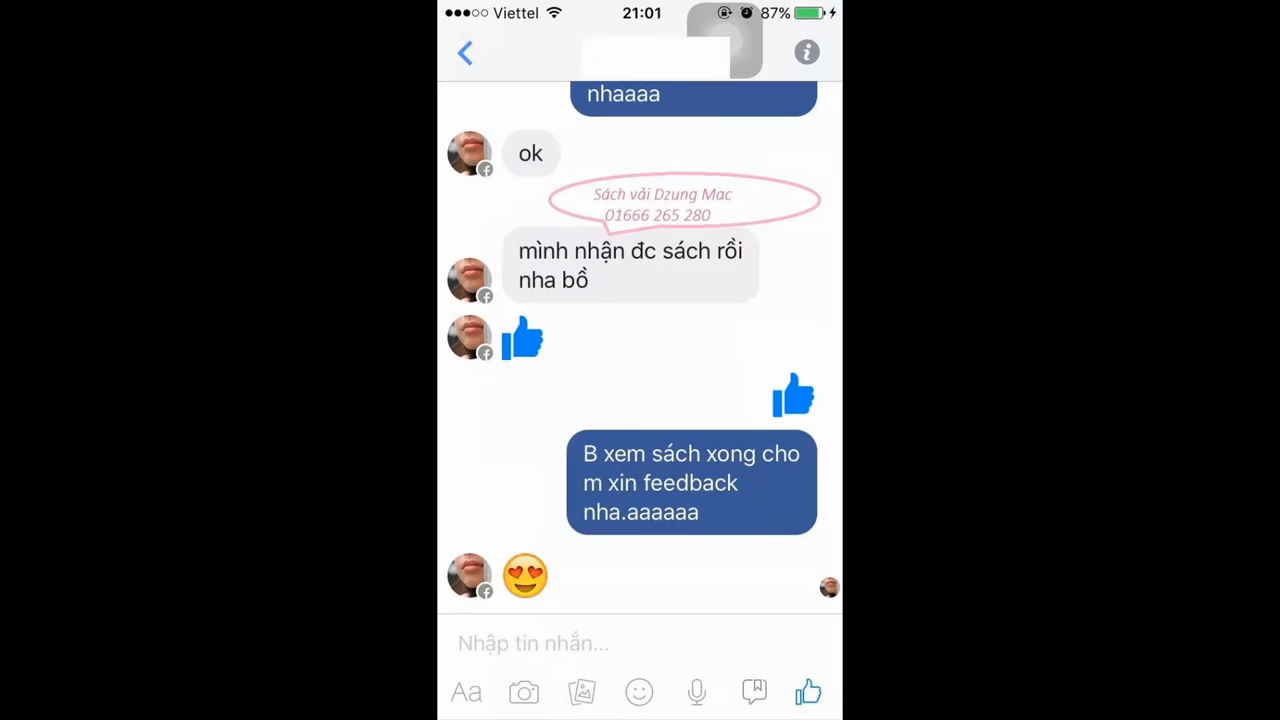 Viettel 21:01 87%
nhaaaa
ok
Sách vải Dzung Mac
01666 265 280
mình nhận đc sách rồi
nha bồ
B xem sách xong cho
m xin feedback
nha.aaaaaa
Nhập tin nhắn...
Aa